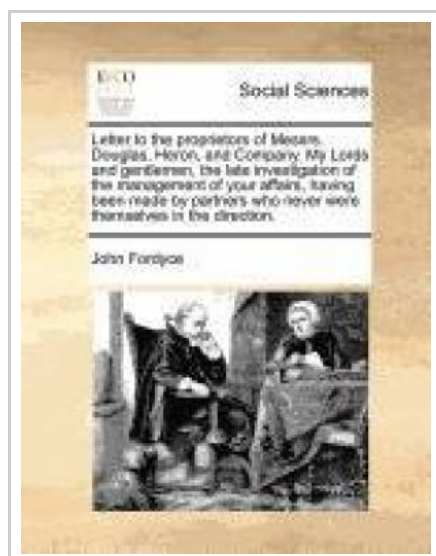 ECCO
Social Sciences
Letter to the proprietors of Messrs.
Douglas, Heron, and Company. My Lords
and gentlemen, the late investigation of
the management of your affairs, having
been made by partners who never were
themselves in the direction.
John Fordyce